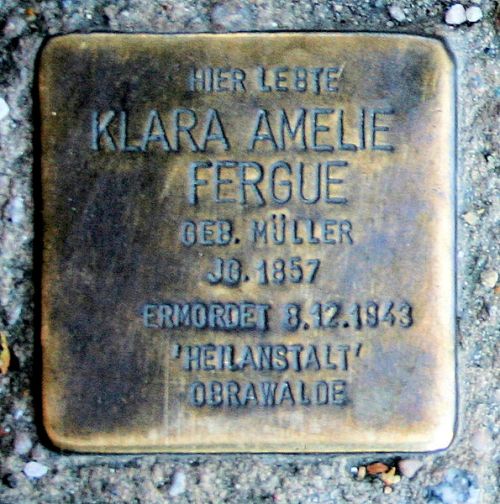 HIER LEBTE
KLARA AMELIE
FERGUE
GEB. MÜLLER
JG. 1857
ERMORDET 8.12.1943
'HEILANSTALT'
OBRAWALDE